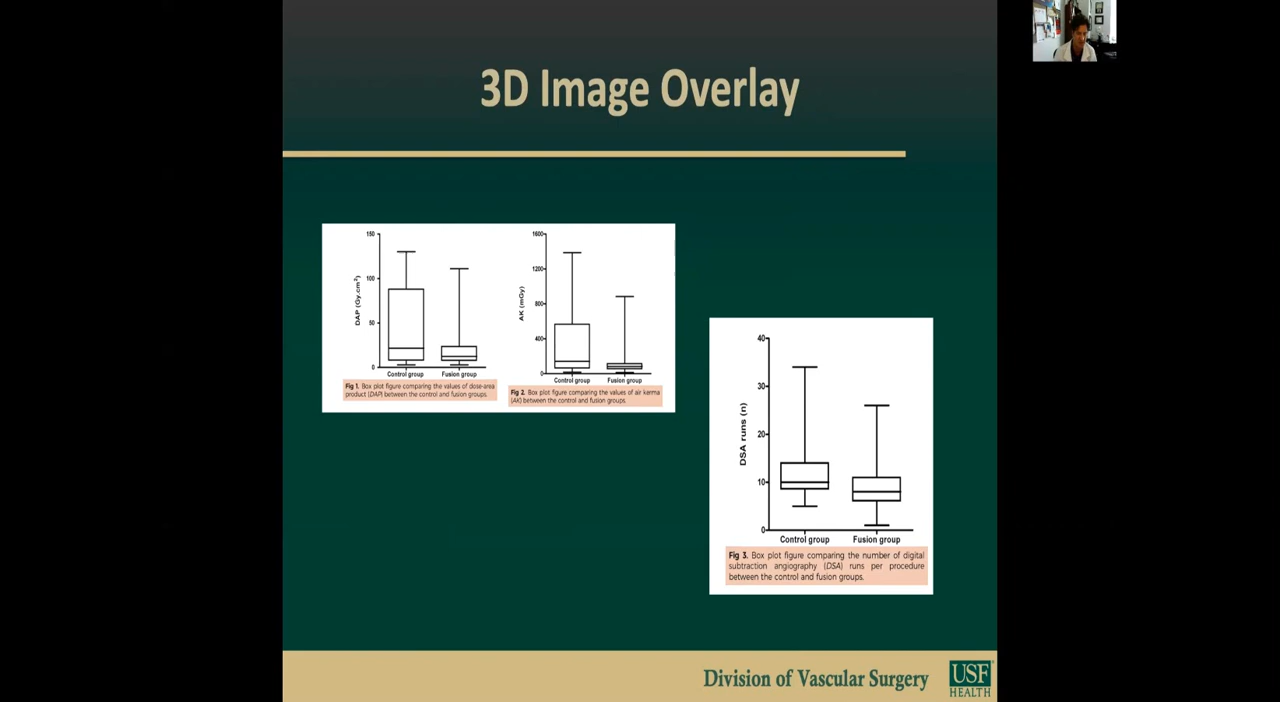 3D Image Overlay
150
100
50
0
DAP (Gy.cm²)
Control group
Fusion group
Fig 1. Box plot figure comparing the values of dose-area
product (DAP) between the control and fusion groups.
1600
1200
800
400
0
AK (mGy)
Control group
Fusion group
Fig 2. Box plot figure comparing the values of air kerma
(AK) between the control and fusion groups.
40
30
20
10
0
DSA runs (n)
Control group
Fusion group
Fig 3. Box plot figure comparing the number of digital
subtraction angiography (DSA) runs per procedure
between the control and fusion groups.
Division of Vascular Surgery
USF
HEALTH